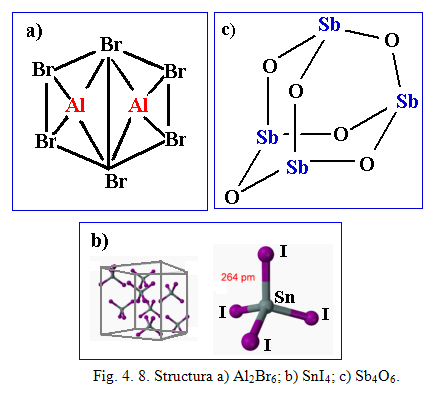 a)
Br
Br
Br
Al
Al
Br
Br
Br
c)
Sb
O
O
O
Sb
Sb
O
Sb
O
O
b)
I
264 pm
Sn
I
I
I
Fig. 4. 8. Structura a) Al₂Br₆; b) SnI₄; c) Sb₄O₆.